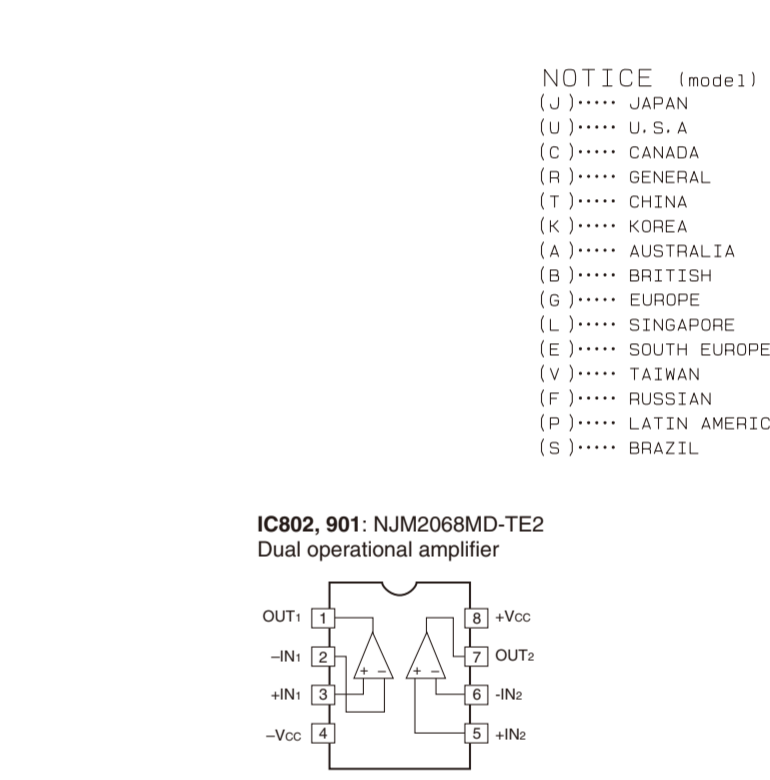 NOTICE (model)
(J)····· JAPAN
(U)····· U.S.A
(C)····· CANADA
(R)····· GENERAL
(T)····· CHINA
(K)····· KOREA
(A)····· AUSTRALIA
(B)····· BRITISH
(G)····· EUROPE
(L)····· SINGAPORE
(E)····· SOUTH EUROPE
(V)····· TAIWAN
(F)····· RUSSIAN
(P)····· LATIN AMERIC
(S)····· BRAZIL
IC802, 901: NJM2068MD-TE2
Dual operational amplifier
OUT1 1 8 +VCC
–IN1 2 7 OUT2
+ – + –
+IN1 3 6 -IN2
–VCC 4 5 +IN2